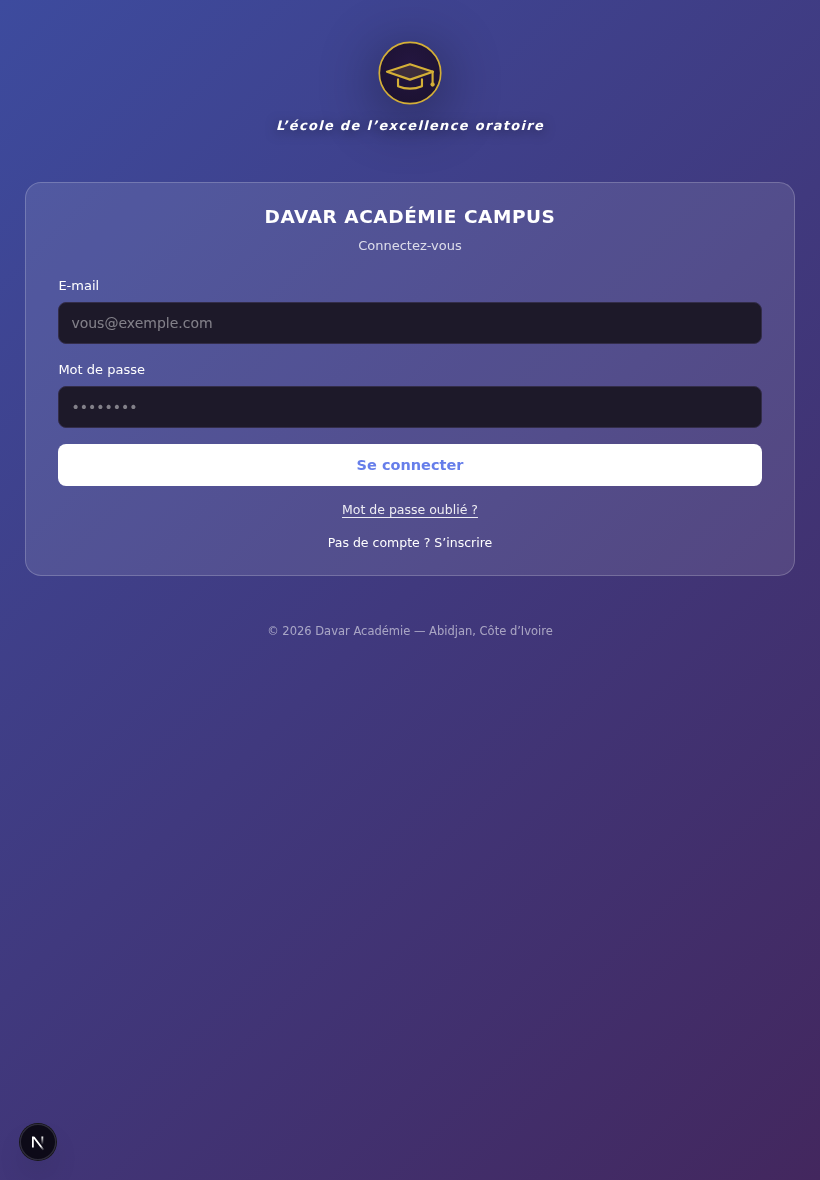 L’école de l’excellence oratoire
DAVAR ACADÉMIE CAMPUS
Connectez-vous
E-mail
vous@exemple.com
Mot de passe
••••••••
Se connecter
Mot de passe oublié ?
Pas de compte ? S’inscrire
© 2026 Davar Académie — Abidjan, Côte d’Ivoire
N